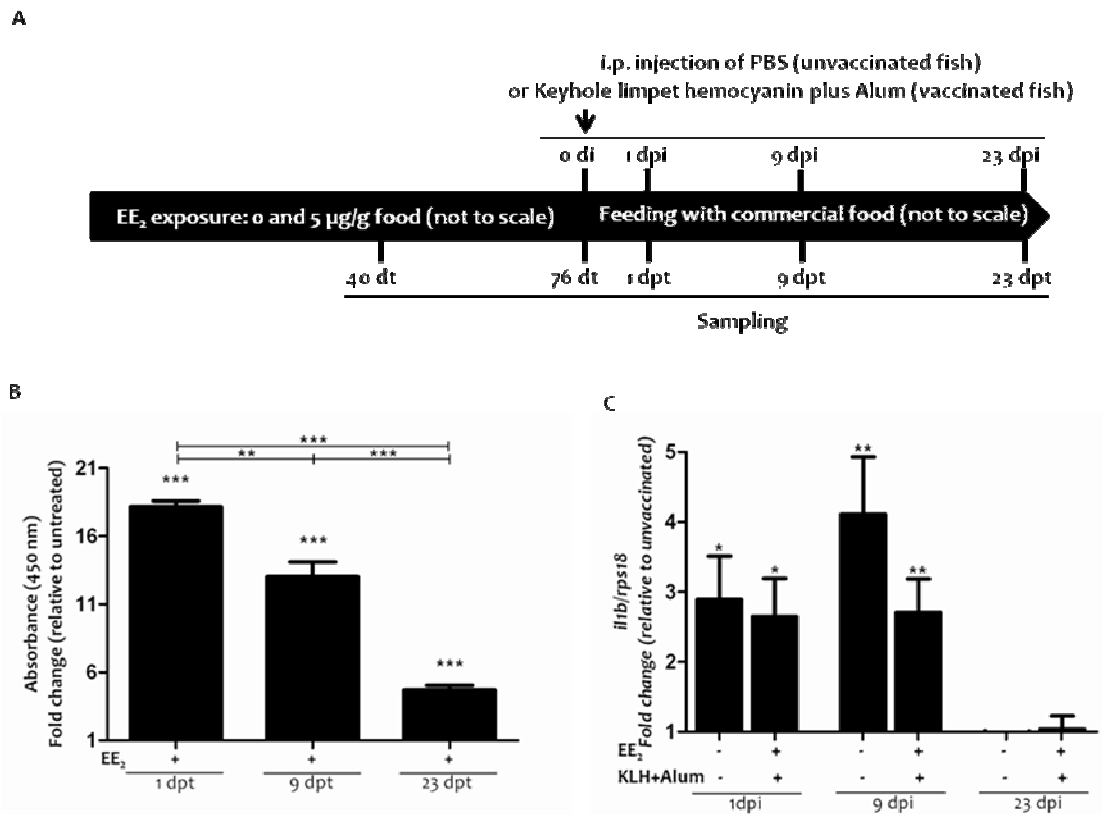 A
i.p. injection of PBS (unvaccinated fish)
or Keyhole limpet hemocyanin plus Alum (vaccinated fish)
0 di 1 dpi 9 dpi 23 dpi
EE₂ exposure: 0 and 5 µg/g food (not to scale) Feeding with commercial food (not to scale)
40 dt 76 dt 1 dpt 9 dpt 23 dpt
Sampling
B
Absorbance (450 nm)
Fold change (relative to untreated)
***
** ***
21
16
11
6
1
*** *** ***
EE₂ + + +
1 dpt 9 dpt 23 dpt
C
il1b/rps18
Fold change (relative to unvaccinated)
5
4
3
2
1
* * ** **
EE₂ - + - + - +
KLH+Alum - + - + - +
1dpi 9 dpi 23 dpi